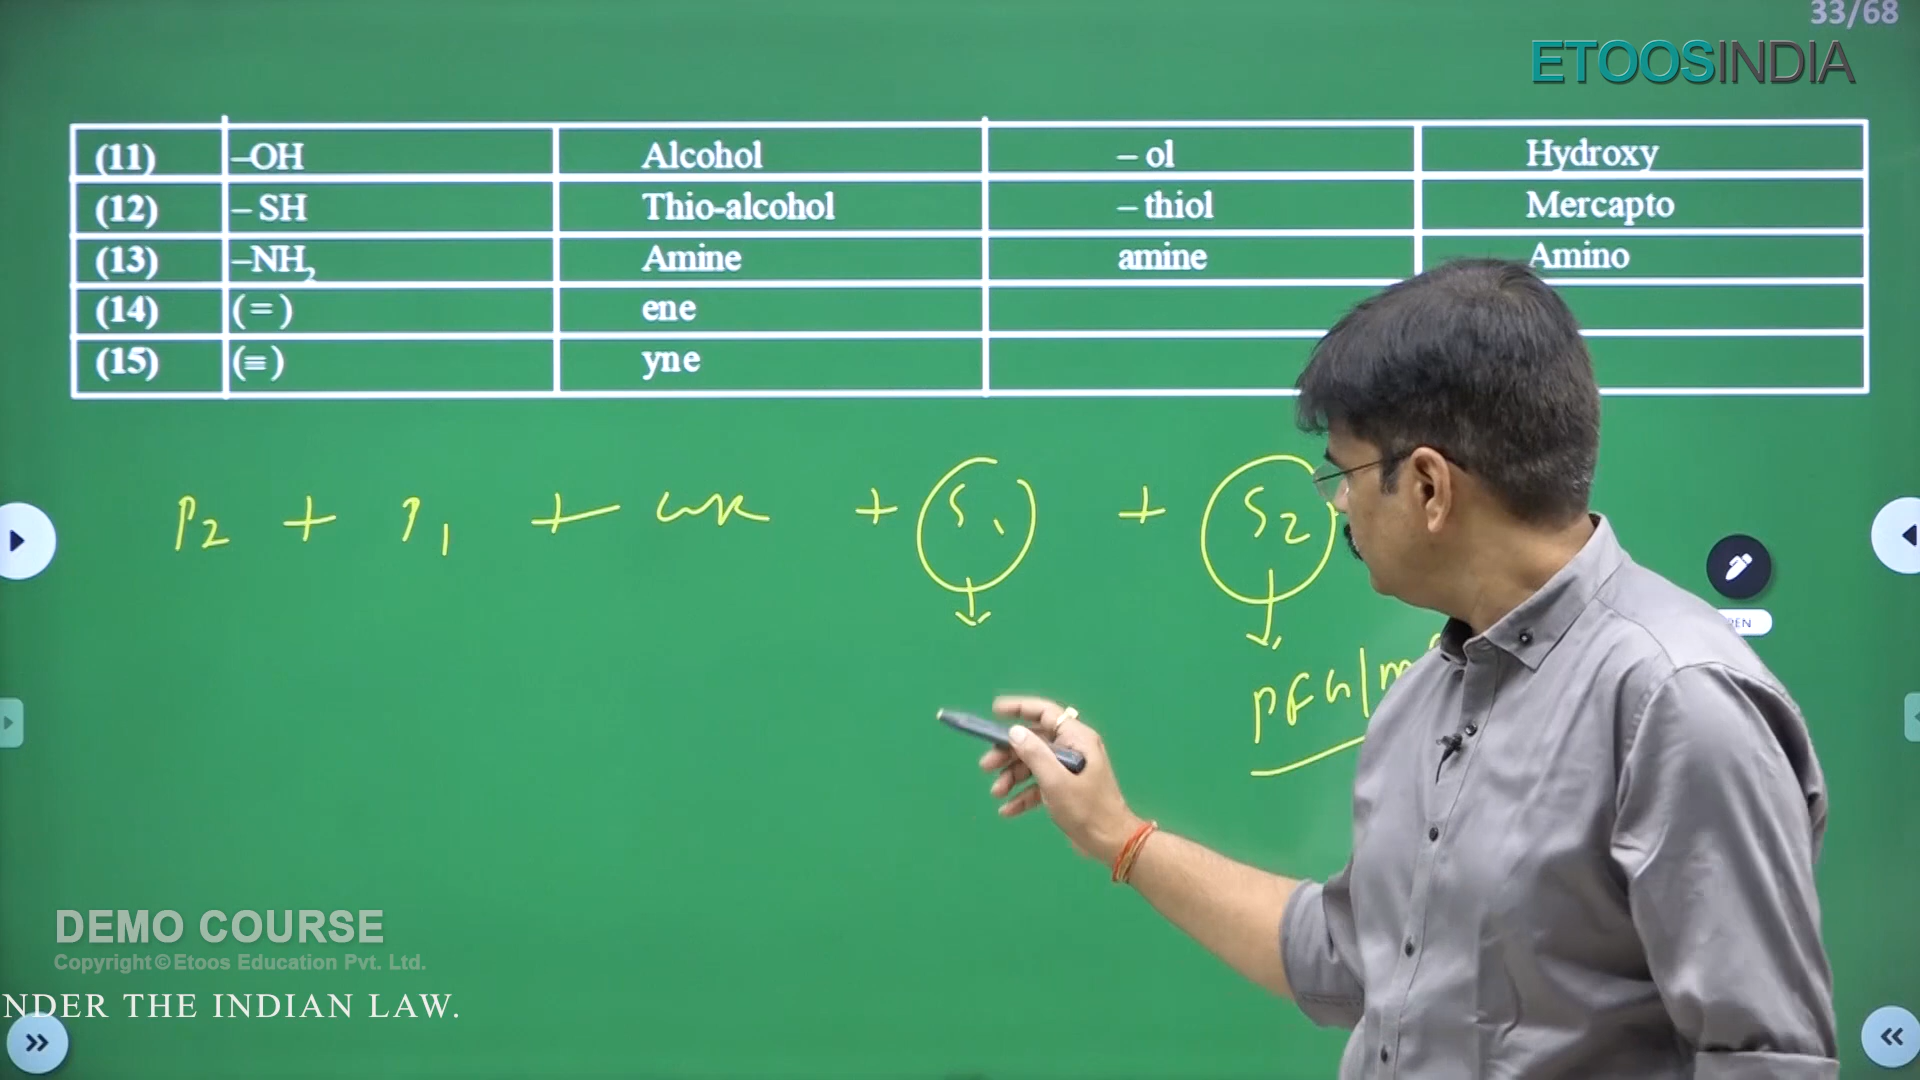 33/68
ETOOSINDIA
(11) –OH Alcohol – ol Hydroxy
(12) – SH Thio-alcohol – thiol Mercapto
(13) –NH₂ Amine amine Amino
(14) (=) ene
(15) (≡) yne
P2 + P1 + WR + S1 + S2
PFG/m
PEN
DEMO COURSE
Copyright © Etoos Education Pvt. Ltd.
NDER THE INDIAN LAW.